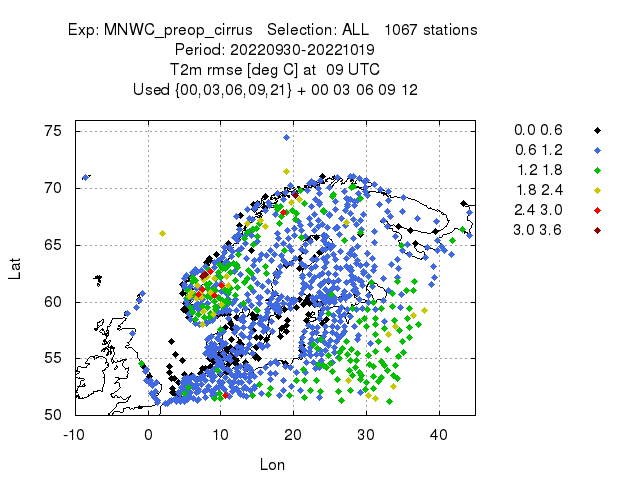 Exp: MNWC_preop_cirrus   Selection: ALL   1067 stations
Period: 20220930-20221019
T2m rmse [deg C] at  09 UTC
Used {00,03,06,09,21} + 00 03 06 09 12
75
70
65
60
55
50
-10 0 10 20 30 40
Lat
Lon
0.0 0.6
0.6 1.2
1.2 1.8
1.8 2.4
2.4 3.0
3.0 3.6